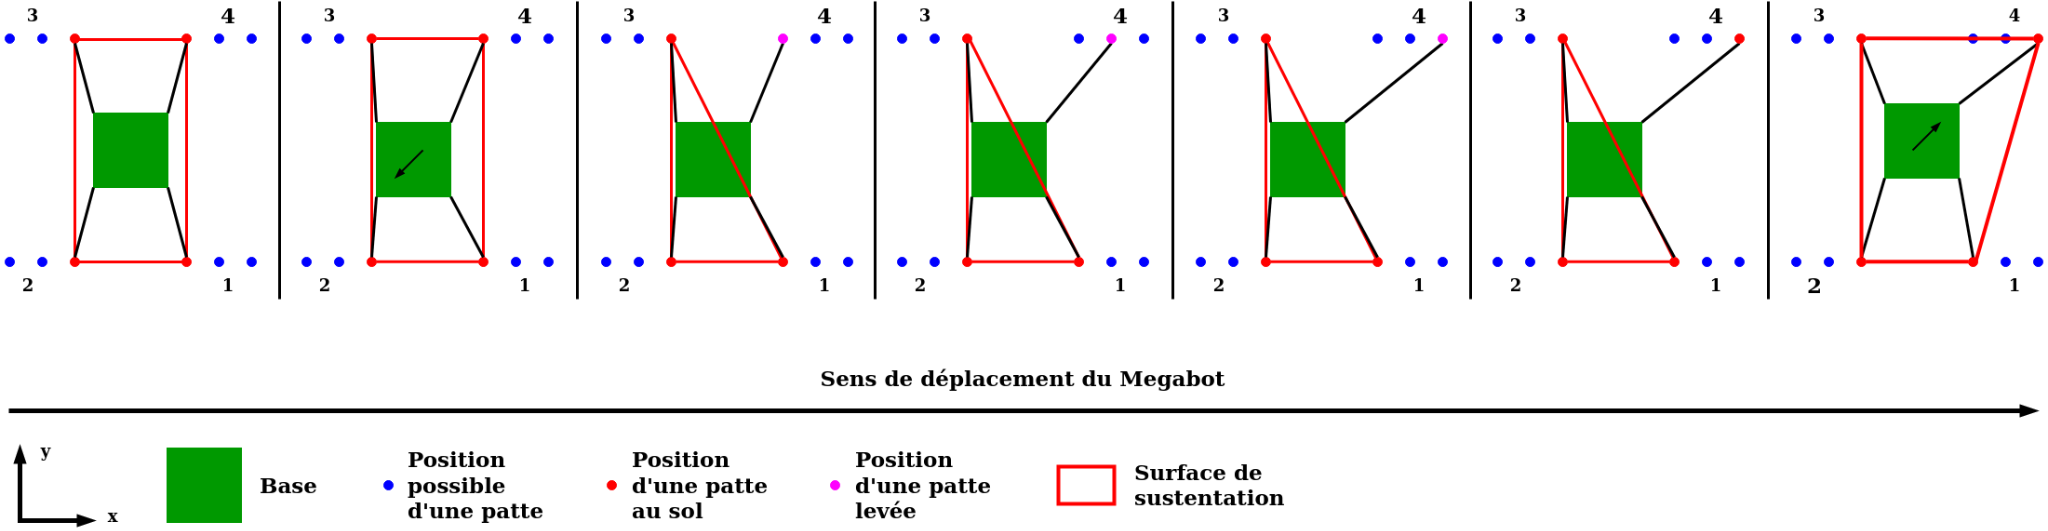 3 4 3 4 3 4 3 4 3 4 3 4 3 4
2 1 2 1 2 1 2 1 2 1 2 1 2 1
Sens de déplacement du Megabot
y
x
Base
Position
possible
d'une patte
Position
d'une patte
au sol
Position
d'une patte
levée
Surface de
sustentation